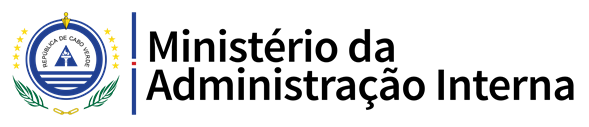 REPÚBLICA DE CABO VERDE
Ministério da
Administração Interna